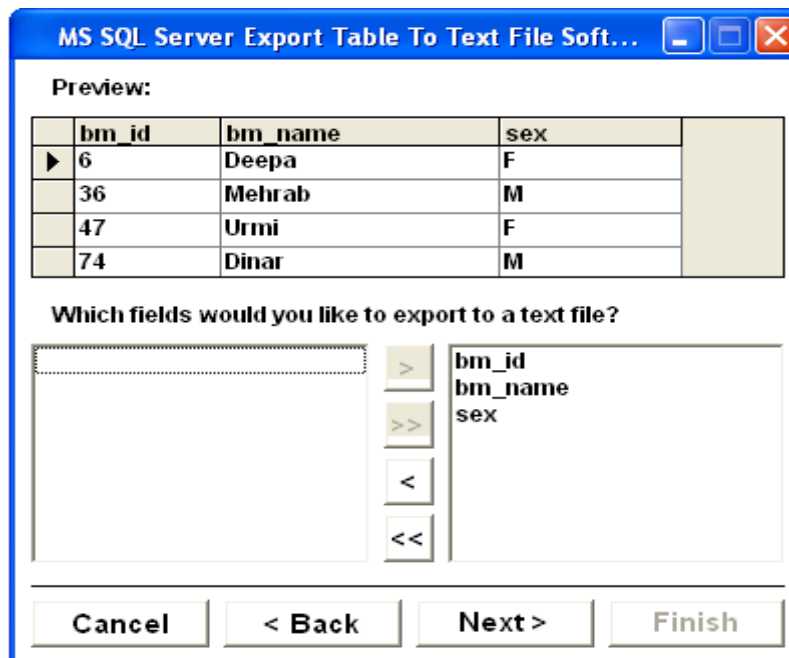 MS SQL Server Export Table To Text File Soft...
Preview:
bm_id bm_name sex
6 Deepa F
36 Mehrab M
47 Urmi F
74 Dinar M
Which fields would you like to export to a text file?
>
bm_id
bm_name
>>
sex
<
<<
Cancel < Back Next > Finish